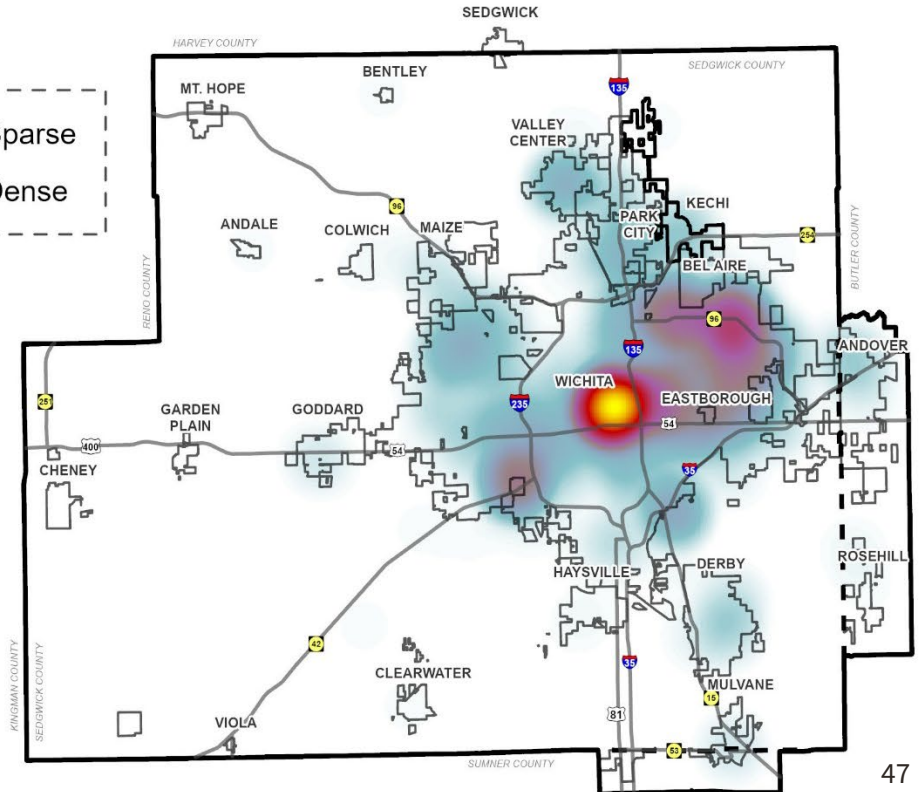 SEDGWICK
HARVEY COUNTY
SEDGWICK COUNTY
BENTLEY
MT. HOPE
135
VALLEY
CENTER
KECHI
PARK
CITY
96
ANDALE
COLWICH
MAIZE
254
BEL AIRE
BUTLER COUNTY
RENO COUNTY
96
ANDOVER
135
WICHITA
EASTBOROUGH
251
235
GARDEN
PLAIN
GODDARD
54
400
54
CHENEY
35
ROSEHILL
HAYSVILLE
DERBY
42
35
KINGMAN COUNTY
SEDGWICK COUNTY
CLEARWATER
MULVANE
15
81
VIOLA
53
SUMNER COUNTY
47